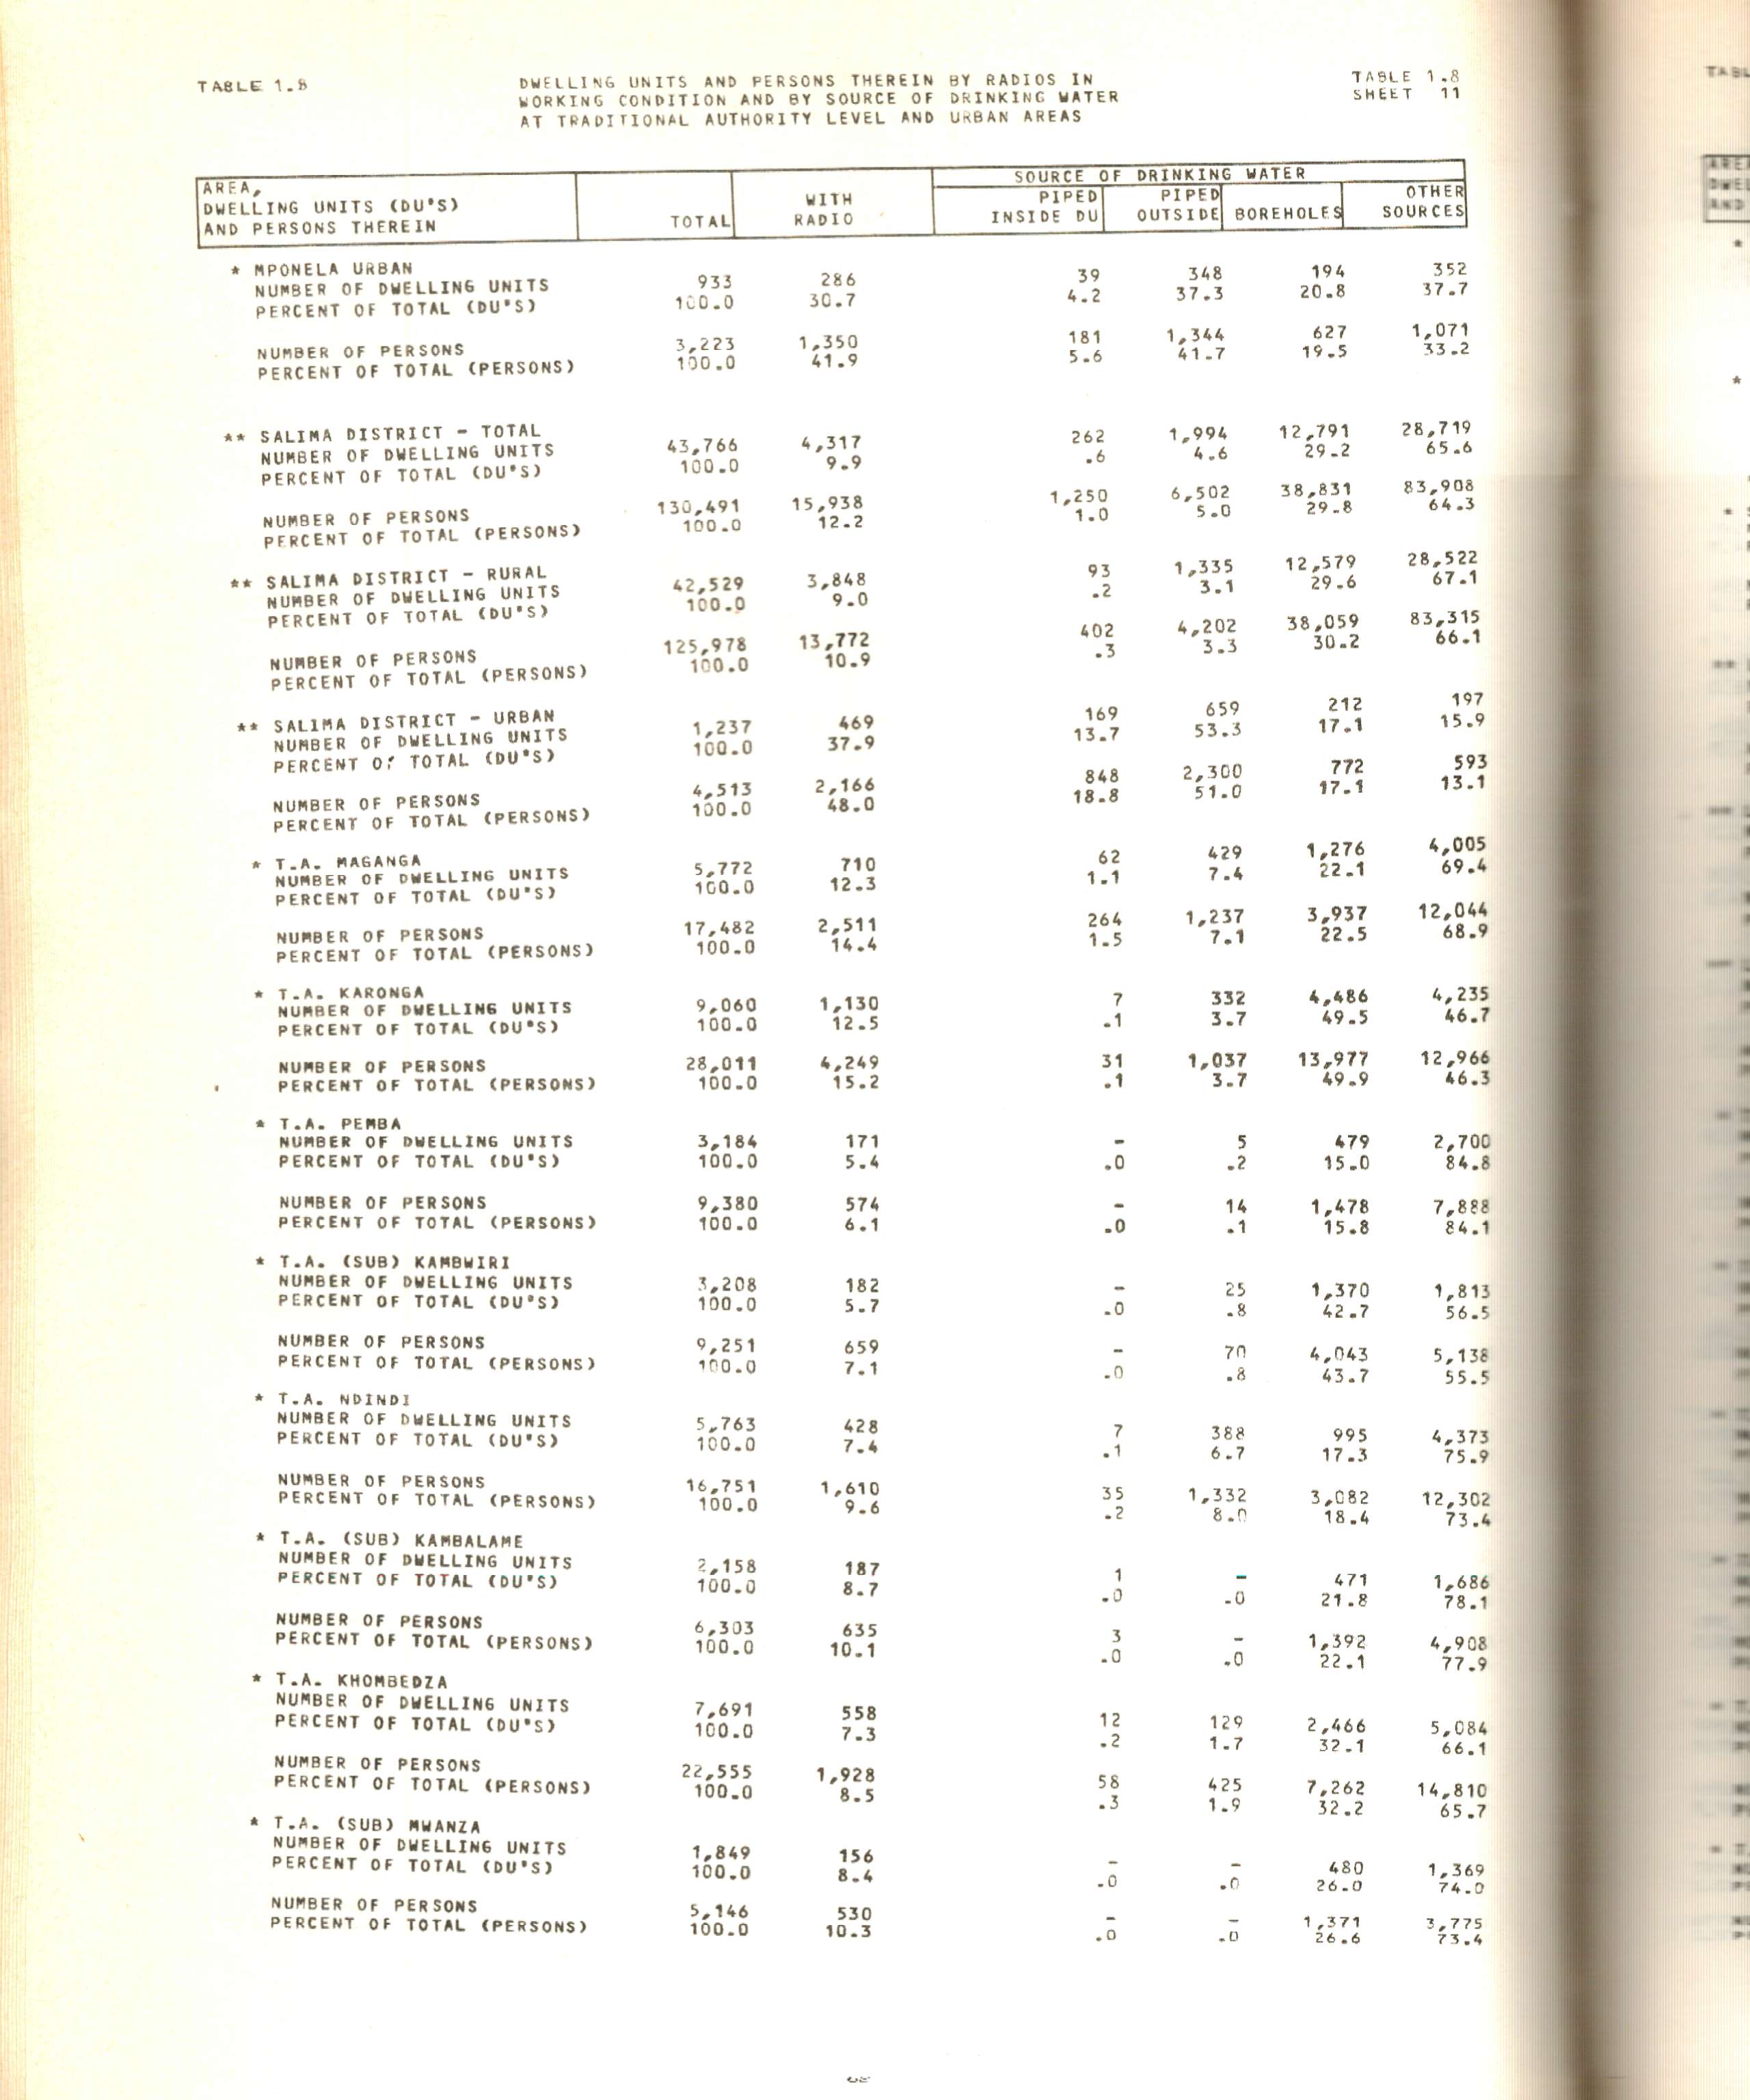 TABLE 1.8 DWELLING UNITS AND PERSONS THEREIN BY RADIOS IN TABLE 1.8
WORKING CONDITION AND BY SOURCE OF DRINKING WATER SHEET 11
AT TRADITIONAL AUTHORITY LEVEL AND URBAN AREAS
AREA, SOURCE OF DRINKING WATER
DWELLING UNITS (DU'S) WITH PIPED PIPED OTHER
AND PERSONS THEREIN TOTAL RADIO INSIDE DU OUTSIDE BOREHOLES SOURCES
* MPONELA URBAN
NUMBER OF DWELLING UNITS 933 286 39 348 194 352
PERCENT OF TOTAL (DU'S) 100.0 30.7 4.2 37.3 20.8 37.7
NUMBER OF PERSONS 3,223 1,350 181 1,344 627 1,071
PERCENT OF TOTAL (PERSONS) 100.0 41.9 5.6 41.7 19.5 33.2
** SALIMA DISTRICT - TOTAL
NUMBER OF DWELLING UNITS 43,766 4,317 262 1,994 12,791 28,719
PERCENT OF TOTAL (DU'S) 100.0 9.9 .6 4.6 29.2 65.6
NUMBER OF PERSONS 130,491 15,938 1,250 6,502 38,831 83,908
PERCENT OF TOTAL (PERSONS) 100.0 12.2 1.0 5.0 29.8 64.3
** SALIMA DISTRICT - RURAL
NUMBER OF DWELLING UNITS 42,529 3,848 93 1,335 12,579 28,522
PERCENT OF TOTAL (DU'S) 100.0 9.0 .2 3.1 29.6 67.1
NUMBER OF PERSONS 125,978 13,772 402 4,202 38,059 83,315
PERCENT OF TOTAL (PERSONS) 100.0 10.9 .3 3.3 30.2 66.1
** SALIMA DISTRICT - URBAN
NUMBER OF DWELLING UNITS 1,237 469 169 659 212 197
PERCENT OF TOTAL (DU'S) 100.0 37.9 13.7 53.3 17.1 15.9
NUMBER OF PERSONS 4,513 2,166 848 2,300 772 593
PERCENT OF TOTAL (PERSONS) 100.0 48.0 18.8 51.0 17.1 13.1
* T.A. MAGANGA
NUMBER OF DWELLING UNITS 5,772 710 62 429 1,276 4,005
PERCENT OF TOTAL (DU'S) 100.0 12.3 1.1 7.4 22.1 69.4
NUMBER OF PERSONS 17,482 2,511 264 1,237 3,937 12,044
PERCENT OF TOTAL (PERSONS) 100.0 14.4 1.5 7.1 22.5 68.9
* T.A. KARONGA
NUMBER OF DWELLING UNITS 9,060 1,130 7 332 4,486 4,235
PERCENT OF TOTAL (DU'S) 100.0 12.5 .1 3.7 49.5 46.7
NUMBER OF PERSONS 28,011 4,249 31 1,037 13,977 12,966
PERCENT OF TOTAL (PERSONS) 100.0 15.2 .1 3.7 49.9 46.3
* T.A. PEMBA
NUMBER OF DWELLING UNITS 3,184 171 - 5 479 2,700
PERCENT OF TOTAL (DU'S) 100.0 5.4 .0 .2 15.0 84.8
NUMBER OF PERSONS 9,380 574 - 14 1,478 7,888
PERCENT OF TOTAL (PERSONS) 100.0 6.1 .0 .1 15.8 84.1
* T.A. (SUB) KAMBWIRI
NUMBER OF DWELLING UNITS 3,208 182 - 25 1,370 1,813
PERCENT OF TOTAL (DU'S) 100.0 5.7 .0 .8 42.7 56.5
NUMBER OF PERSONS 9,251 659 - 70 4,043 5,138
PERCENT OF TOTAL (PERSONS) 100.0 7.1 .0 .8 43.7 55.5
* T.A. NDINDI
NUMBER OF DWELLING UNITS 5,763 428 7 388 995 4,373
PERCENT OF TOTAL (DU'S) 100.0 7.4 .1 6.7 17.3 75.9
NUMBER OF PERSONS 16,751 1,610 35 1,332 3,082 12,302
PERCENT OF TOTAL (PERSONS) 100.0 9.6 .2 8.0 18.4 73.4
* T.A. (SUB) KAMBALAME
NUMBER OF DWELLING UNITS 2,158 187 1 - 471 1,686
PERCENT OF TOTAL (DU'S) 100.0 8.7 .0 .0 21.8 78.1
NUMBER OF PERSONS 6,303 635 3 - 1,392 4,908
PERCENT OF TOTAL (PERSONS) 100.0 10.1 .0 .0 22.1 77.9
* T.A. KHOMBEDZA
NUMBER OF DWELLING UNITS 7,691 558 12 129 2,466 5,084
PERCENT OF TOTAL (DU'S) 100.0 7.3 .2 1.7 32.1 66.1
NUMBER OF PERSONS 22,555 1,928 58 425 7,262 14,810
PERCENT OF TOTAL (PERSONS) 100.0 8.5 .3 1.9 32.2 65.7
* T.A. (SUB) MWANZA
NUMBER OF DWELLING UNITS 1,849 156 - - 480 1,369
PERCENT OF TOTAL (DU'S) 100.0 8.4 .0 .0 26.0 74.0
NUMBER OF PERSONS 5,146 530 - - 1,371 3,775
PERCENT OF TOTAL (PERSONS) 100.0 10.3 .0 .0 26.6 73.4